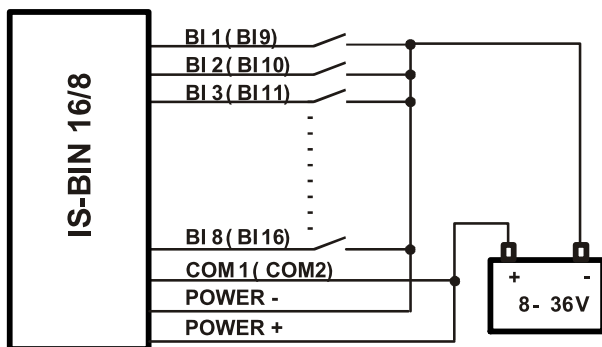 IS-BIN 16/8
BI 1( BI9)
BI 2( BI10)
BI 3( BI11)
BI 8( BI16)
COM 1( COM2)
POWER -
POWER +
+ -
8- 36V